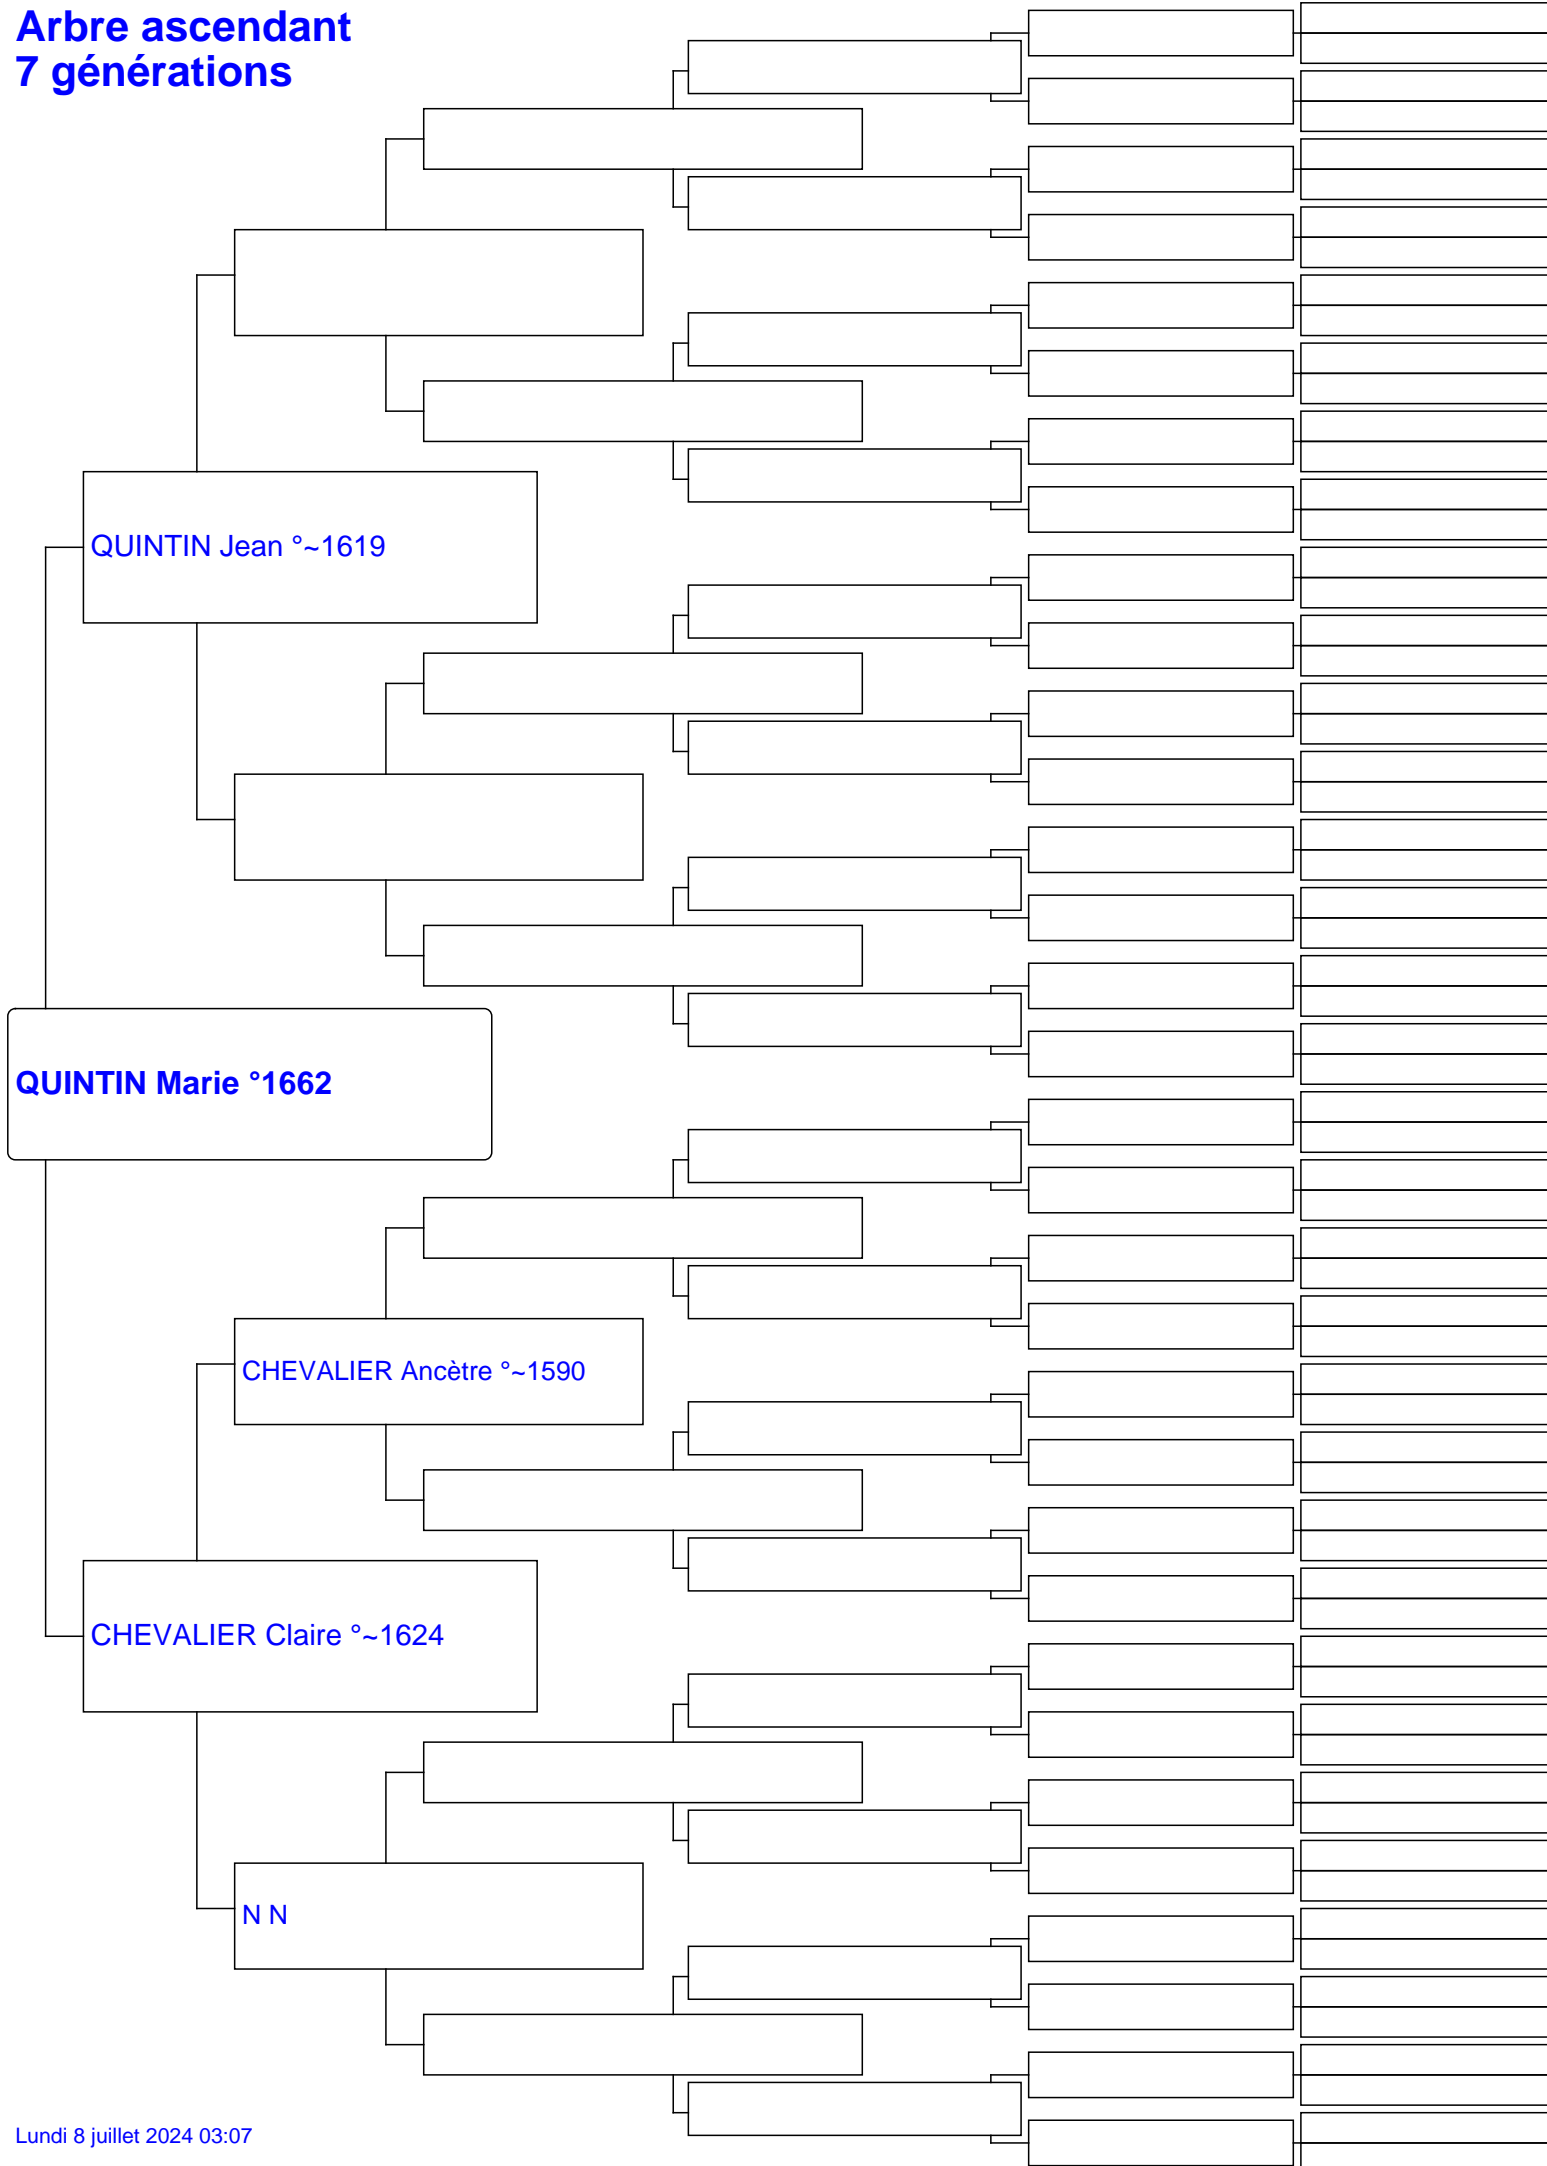 Arbre ascendant
7 générations
QUINTIN Jean °~1619
QUINTIN Marie °1662
CHEVALIER Ancètre °~1590
CHEVALIER Claire °~1624
N N
Lundi 8 juillet 2024 03:07